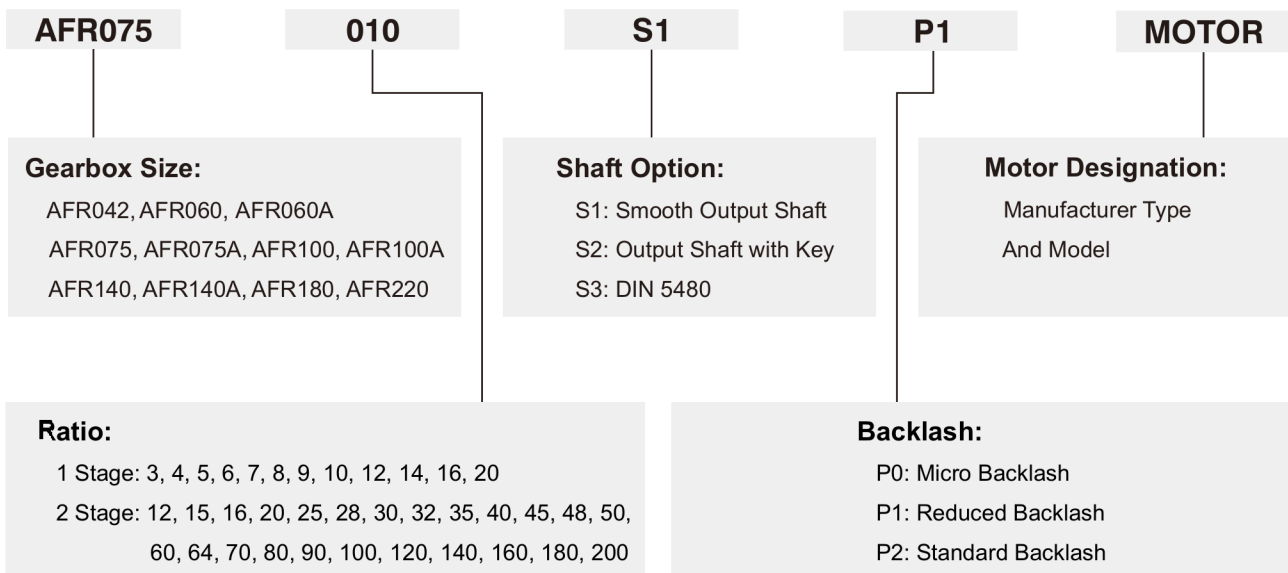 AFR075 010 S1 P1 MOTOR
Gearbox Size:
AFR042, AFR060, AFR060A
AFR075, AFR075A, AFR100, AFR100A
AFR140, AFR140A, AFR180, AFR220
Shaft Option:
S1: Smooth Output Shaft
S2: Output Shaft with Key
S3: DIN 5480
Motor Designation:
Manufacturer Type
And Model
Ratio:
1 Stage: 3, 4, 5, 6, 7, 8, 9, 10, 12, 14, 16, 20
2 Stage: 12, 15, 16, 20, 25, 28, 30, 32, 35, 40, 45, 48, 50,
60, 64, 70, 80, 90, 100, 120, 140, 160, 180, 200
Backlash:
P0: Micro Backlash
P1: Reduced Backlash
P2: Standard Backlash